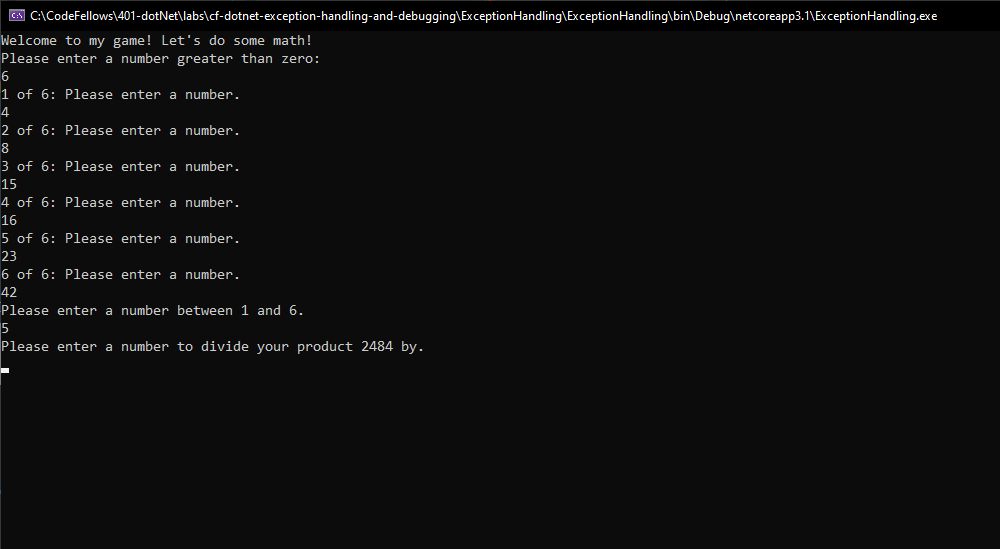 C:\CodeFellows\401-dotNet\labs\cf-dotnet-exception-handling-and-debugging\ExceptionHandling\ExceptionHandling\bin\Debug\netcoreapp3.1\ExceptionHandling.exe
Welcome to my game! Let's do some math!
Please enter a number greater than zero:
6
1 of 6: Please enter a number.
4
2 of 6: Please enter a number.
8
3 of 6: Please enter a number.
15
4 of 6: Please enter a number.
16
5 of 6: Please enter a number.
23
6 of 6: Please enter a number.
42
Please enter a number between 1 and 6.
5
Please enter a number to divide your product 2484 by.